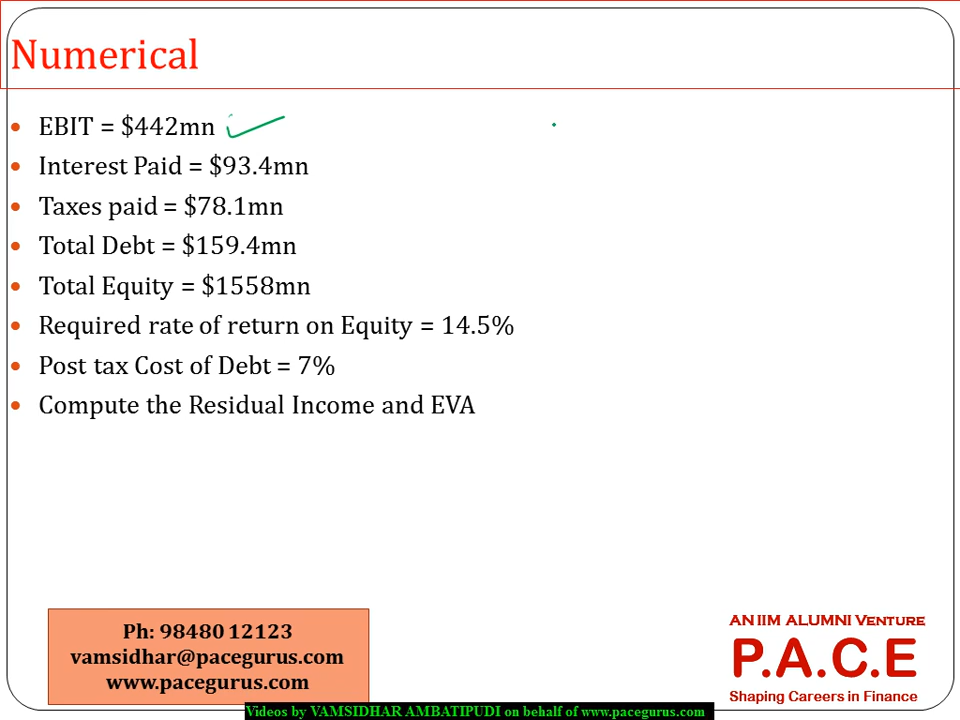 Numerical
• EBIT = $442mn
• Interest Paid = $93.4mn
• Taxes paid = $78.1mn
• Total Debt = $159.4mn
• Total Equity = $1558mn
• Required rate of return on Equity = 14.5%
• Post tax Cost of Debt = 7%
• Compute the Residual Income and EVA
Ph: 98480 12123
vamsidhar@pacegurus.com
www.pacegurus.com
AN IIM ALUMNI VENTURE
P.A.C.E
Shaping Careers in Finance
Videos by VAMSIDHAR AMBATIPUDI on behalf of www.pacegurus.com